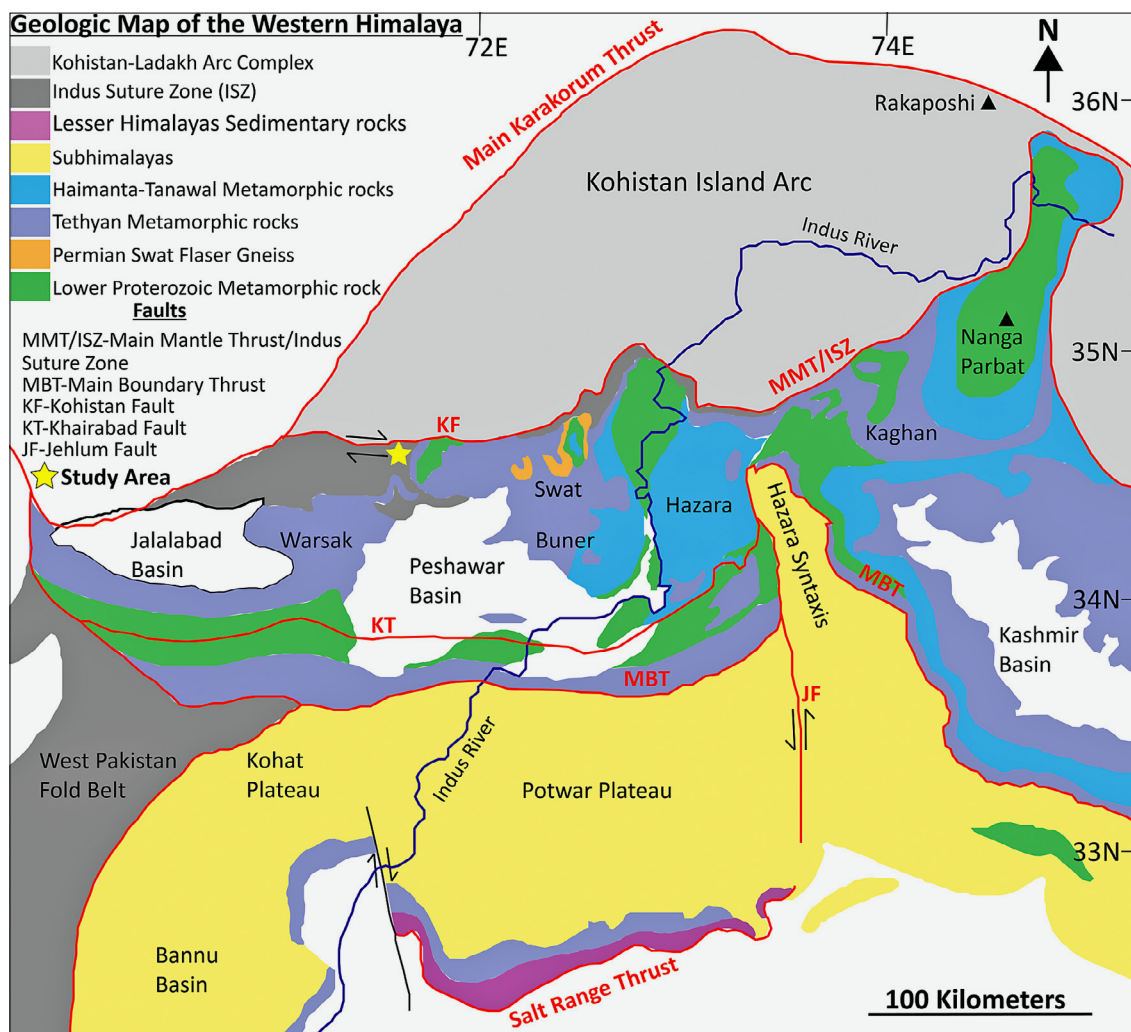 Geologic Map of the Western Himalaya
Kohistan-Ladakh Arc Complex
Indus Suture Zone (ISZ)
Lesser Himalayas Sedimentary rocks
Subhimalayas
Haimanta-Tanawal Metamorphic rocks
Tethyan Metamorphic rocks
Permian Swat Flaser Gneiss
Lower Proterozoic Metamorphic rock
Faults
MMT/ISZ-Main Mantle Thrust/Indus
Suture Zone
MBT-Main Boundary Thrust
KF-Kohistan Fault
KT-Khairabad Fault
JF-Jehlum Fault
Study Area
72E
74E
N
36N
35N
34N
33N
Main Karakorum Thrust
Rakaposhi
Kohistan Island Arc
Indus River
Nanga
Parbat
MMT/ISZ
KF
Kaghan
Swat
Hazara
Jalalabad
Basin
Warsak
Buner
Peshawar
Basin
Hazara Syntaxis
MBT
KT
Kashmir
Basin
MBT
JF
West Pakistan
Fold Belt
Kohat
Plateau
Indus River
Potwar Plateau
Bannu
Basin
Salt Range Thrust
100 Kilometers